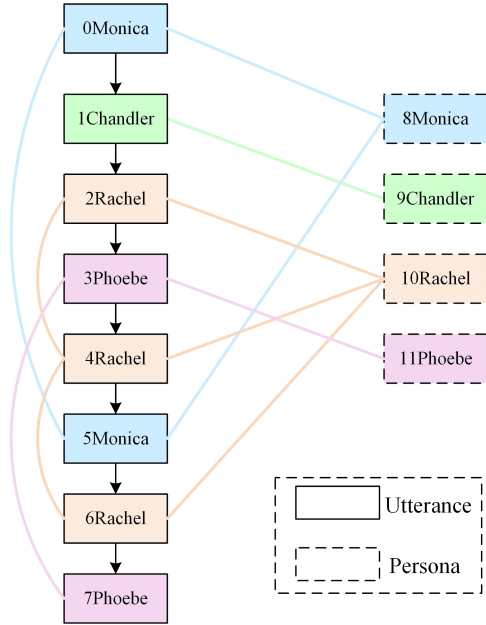 0Monica
1Chandler
8Monica
2Rachel
9Chandler
3Phoebe
10Rachel
4Rachel
11Phoebe
5Monica
6Rachel
Utterance
7Phoebe
Persona